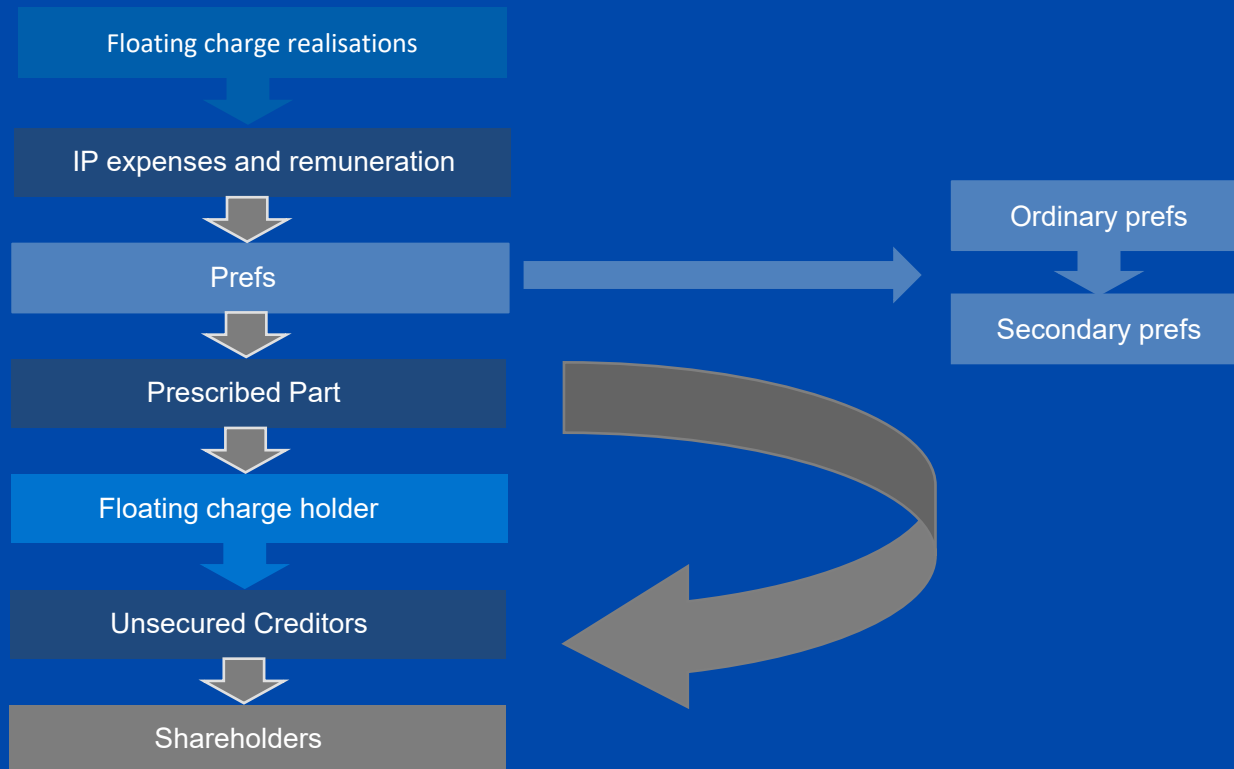 Floating charge realisations
IP expenses and remuneration
Prefs
Ordinary prefs
Secondary prefs
Prescribed Part
Floating charge holder
Unsecured Creditors
Shareholders